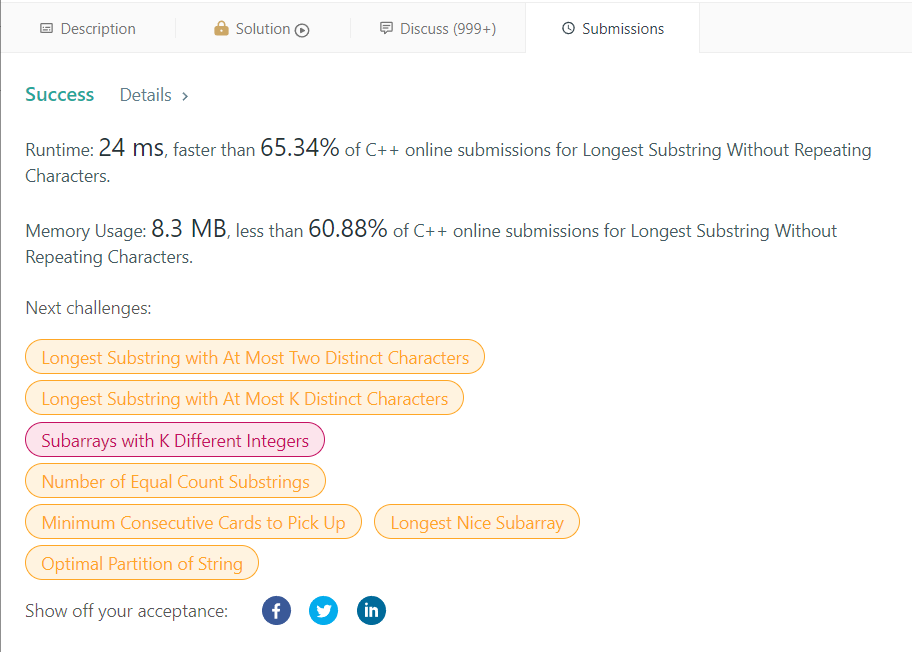 Description
Solution
Discuss (999+)
Submissions
Success Details >
Runtime: 24 ms, faster than 65.34% of C++ online submissions for Longest Substring Without Repeating
Characters.
Memory Usage: 8.3 MB, less than 60.88% of C++ online submissions for Longest Substring Without
Repeating Characters.
Next challenges:
Longest Substring with At Most Two Distinct Characters
Longest Substring with At Most K Distinct Characters
Subarrays with K Different Integers
Number of Equal Count Substrings
Minimum Consecutive Cards to Pick Up
Longest Nice Subarray
Optimal Partition of String
Show off your acceptance: